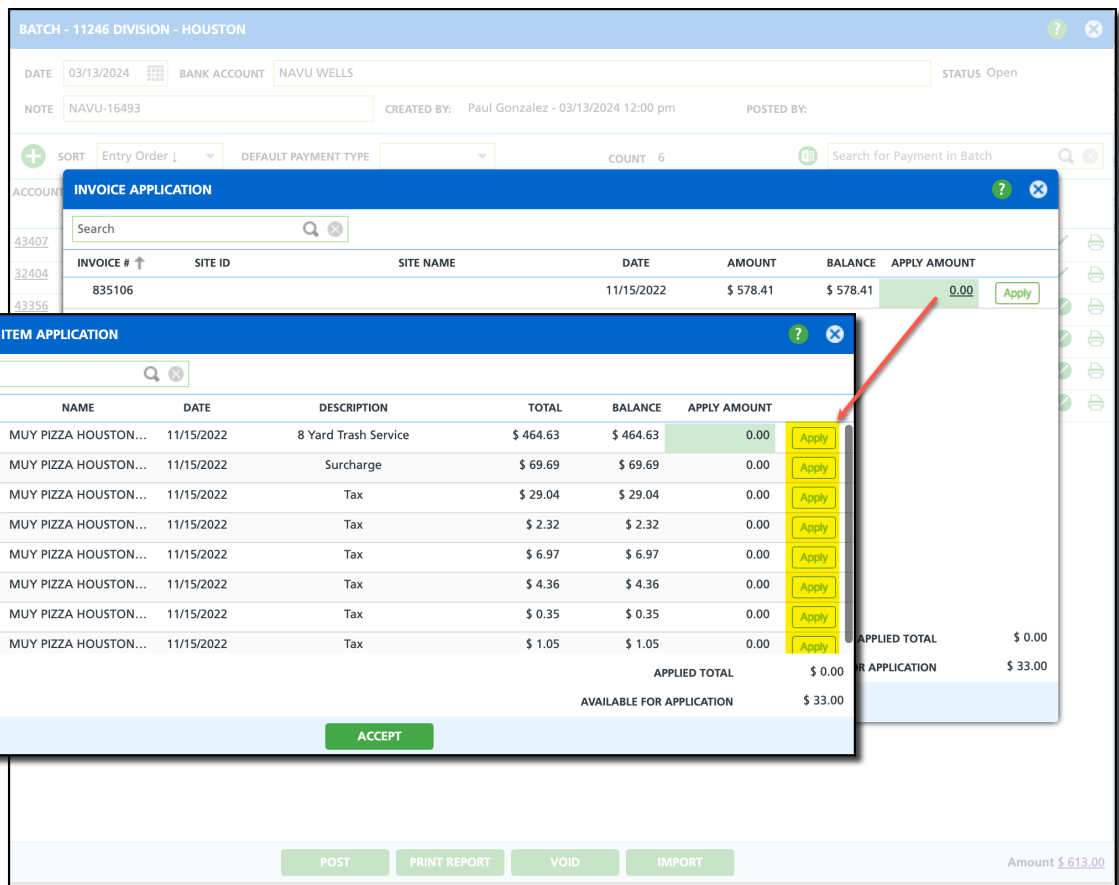 BATCH - 11246 DIVISION - HOUSTON ?
DATE 03/13/2024 BANK ACCOUNT NAVU WELLS STATUS Open
NOTE NAVU-16493 CREATED BY: Paul Gonzalez - 03/13/2024 12:00 pm POSTED BY:
SORT Entry Order ↓ DEFAULT PAYMENT TYPE COUNT 6 Search for Payment in Batch
ACCOUNT
INVOICE APPLICATION ?
Search
43407
INVOICE # SITE ID SITE NAME DATE AMOUNT BALANCE APPLY AMOUNT
32404
835106 11/15/2022 $ 578.41 $ 578.41 0.00 Apply
43356
ITEM APPLICATION ?
NAME DATE DESCRIPTION TOTAL BALANCE APPLY AMOUNT
MUY PIZZA HOUSTON... 11/15/2022 8 Yard Trash Service $ 464.63 $ 464.63 0.00 Apply
MUY PIZZA HOUSTON... 11/15/2022 Surcharge $ 69.69 $ 69.69 0.00 Apply
MUY PIZZA HOUSTON... 11/15/2022 Tax $ 29.04 $ 29.04 0.00 Apply
MUY PIZZA HOUSTON... 11/15/2022 Tax $ 2.32 $ 2.32 0.00 Apply
MUY PIZZA HOUSTON... 11/15/2022 Tax $ 6.97 $ 6.97 0.00 Apply
MUY PIZZA HOUSTON... 11/15/2022 Tax $ 4.36 $ 4.36 0.00 Apply
MUY PIZZA HOUSTON... 11/15/2022 Tax $ 0.35 $ 0.35 0.00 Apply
MUY PIZZA HOUSTON... 11/15/2022 Tax $ 1.05 $ 1.05 0.00 Apply
APPLIED TOTAL $ 0.00
R APPLICATION $ 33.00
APPLIED TOTAL $ 0.00
AVAILABLE FOR APPLICATION $ 33.00
ACCEPT
POST PRINT REPORT VOID IMPORT Amount $ 613.00